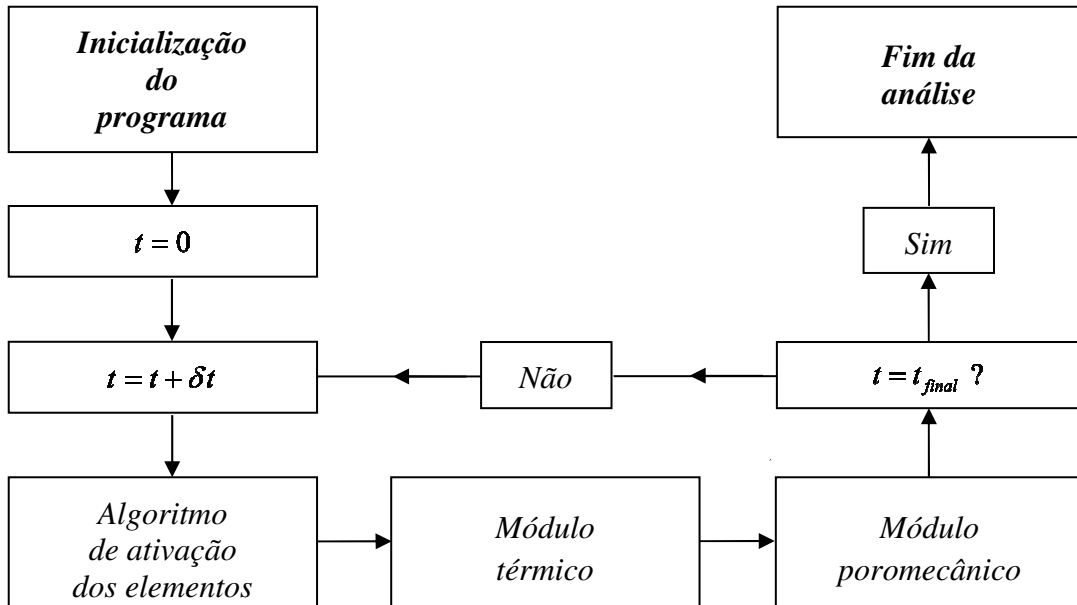 Inicialização
do
programa
t = 0
t = t + δt
Algoritmo
de ativação
dos elementos
Módulo
térmico
Módulo
poromecânico
t = t_final ?
Não
Sim
Fim da
análise